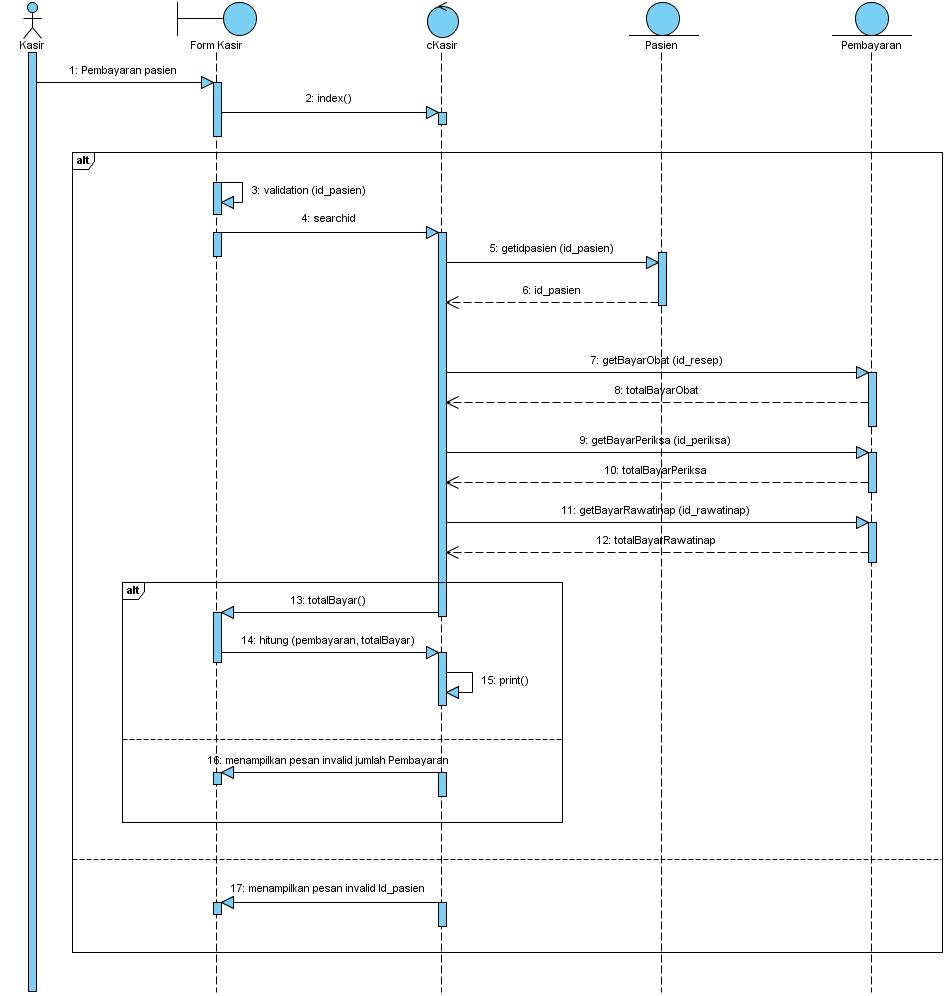 Kasir
Form Kasir
cKasir
Pasien
Pembayaran
1: Pembayaran pasien
2: index()
alt
3: validation (id_pasien)
4: searchid
5: getidpasien (id_pasien)
6: id_pasien
7: getBayarObat (id_resep)
8: totalBayarObat
9: getBayarPeriksa (id_periksa)
10: totalBayarPeriksa
11: getBayarRawatinap (id_rawatinap)
12: totalBayarRawatinap
alt
13: totalBayar()
14: hitung (pembayaran, totalBayar)
15: print()
16: menampilkan pesan invalid jumlah Pembayaran
17: menampilkan pesan invalid Id_pasien